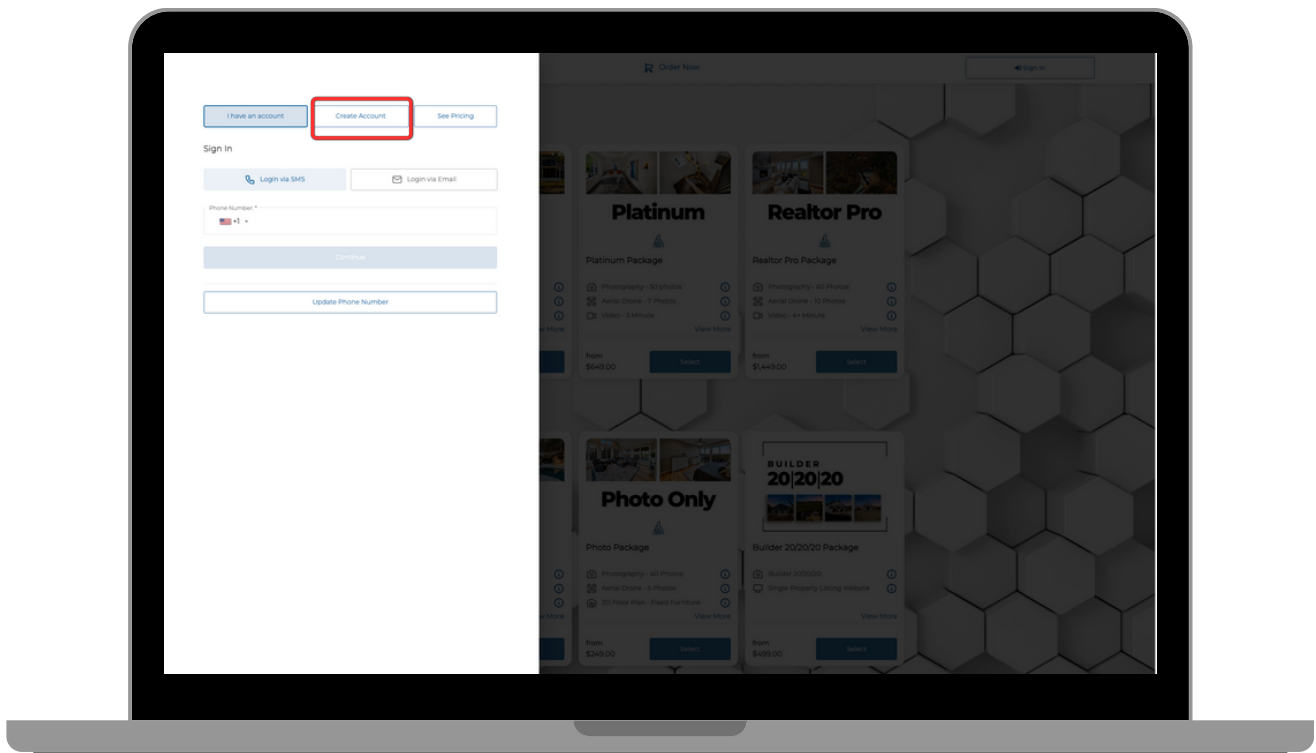 Order Now
Sign In
I have an account
Create Account
See Pricing
Sign In
Login via SMS
Login via Email
Phone Number *
+1
Continue
Update Phone Number
Platinum
Platinum Package
Photography - 50 photos
Aerial Drone - 7 Photos
Video - 3 Minute
View More
from
$649.00
Select
Realtor Pro
Realtor Pro Package
Photography - 40 Photos
Aerial Drone - 10 Photos
Video - 4+ Minute
View More
from
$1,449.00
Select
More
Photo Only
Photo Package
Photography - 40 Photos
Aerial Drone - 5 Photos
2D Floor Plan - Fixed Furniture
View More
from
$249.00
Select
BUILDER
20|20|20
Builder 20/20/20 Package
Builder 20/20/20
Single Property Listing Website
View More
from
$499.00
Select
More